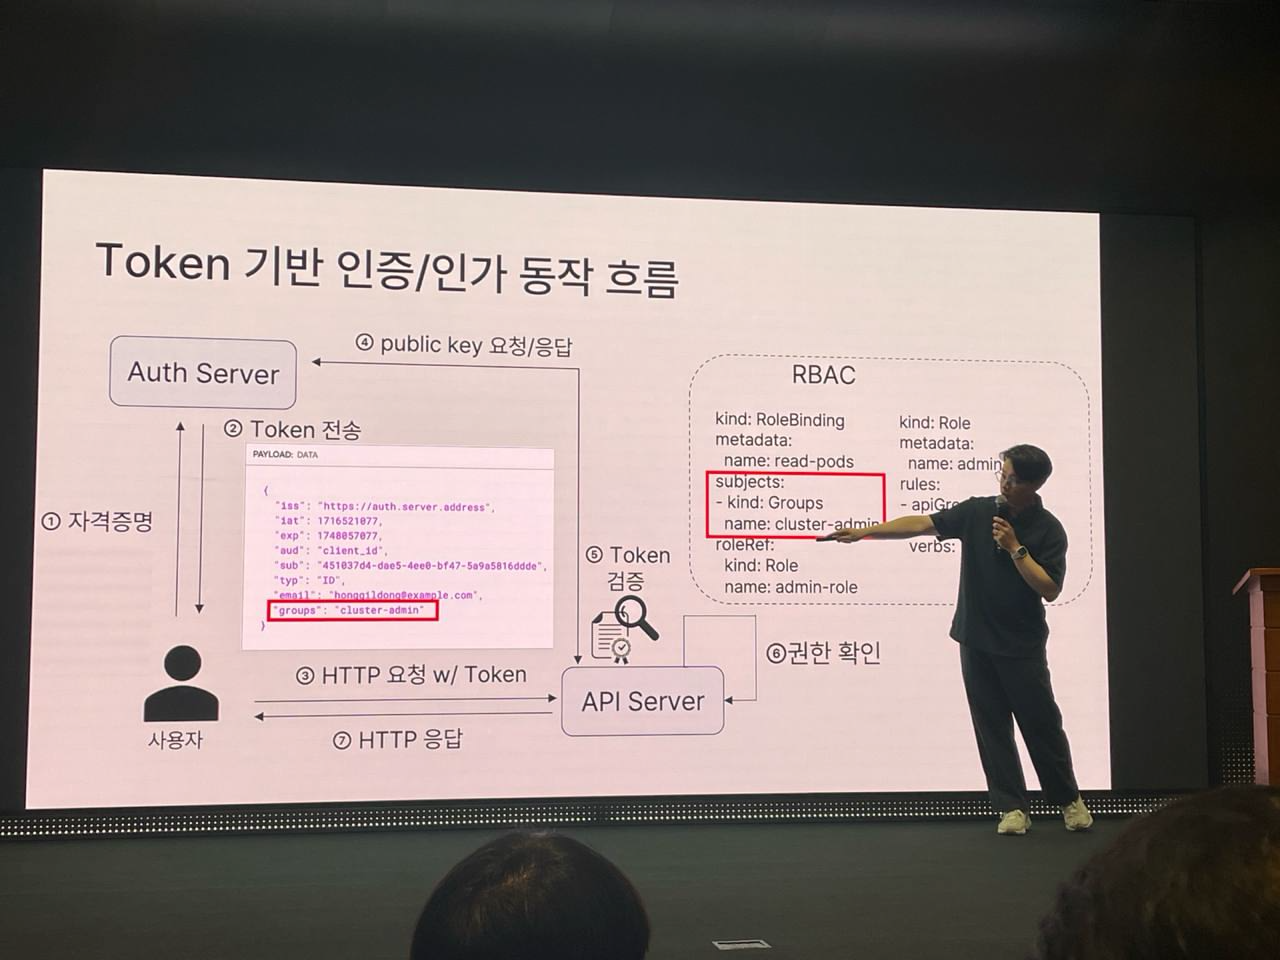 Token 기반 인증/인가 동작 흐름
④ public key 요청/응답
Auth Server
② Token 전송
① 자격증명
PAYLOAD: DATA
{
"iss": "https://auth.server.address",
"iat": 1716521077,
"exp": 1748057077,
"aud": "client_id",
"sub": "451037d4-dae5-4ee0-bf47-5a9a5816ddde",
"typ": "ID",
"email": "honggildong@example.com",
"groups": "cluster-admin"
}
③ HTTP 요청 w/ Token
사용자
⑦ HTTP 응답
⑤ Token
검증
API Server
⑥권한 확인
RBAC
kind: RoleBinding
metadata:
name: read-pods
subjects:
- kind: Groups
name: cluster-admin
roleRef:
kind: Role
name: admin-role
kind: Role
metadata:
name: admin
rules:
verbs: